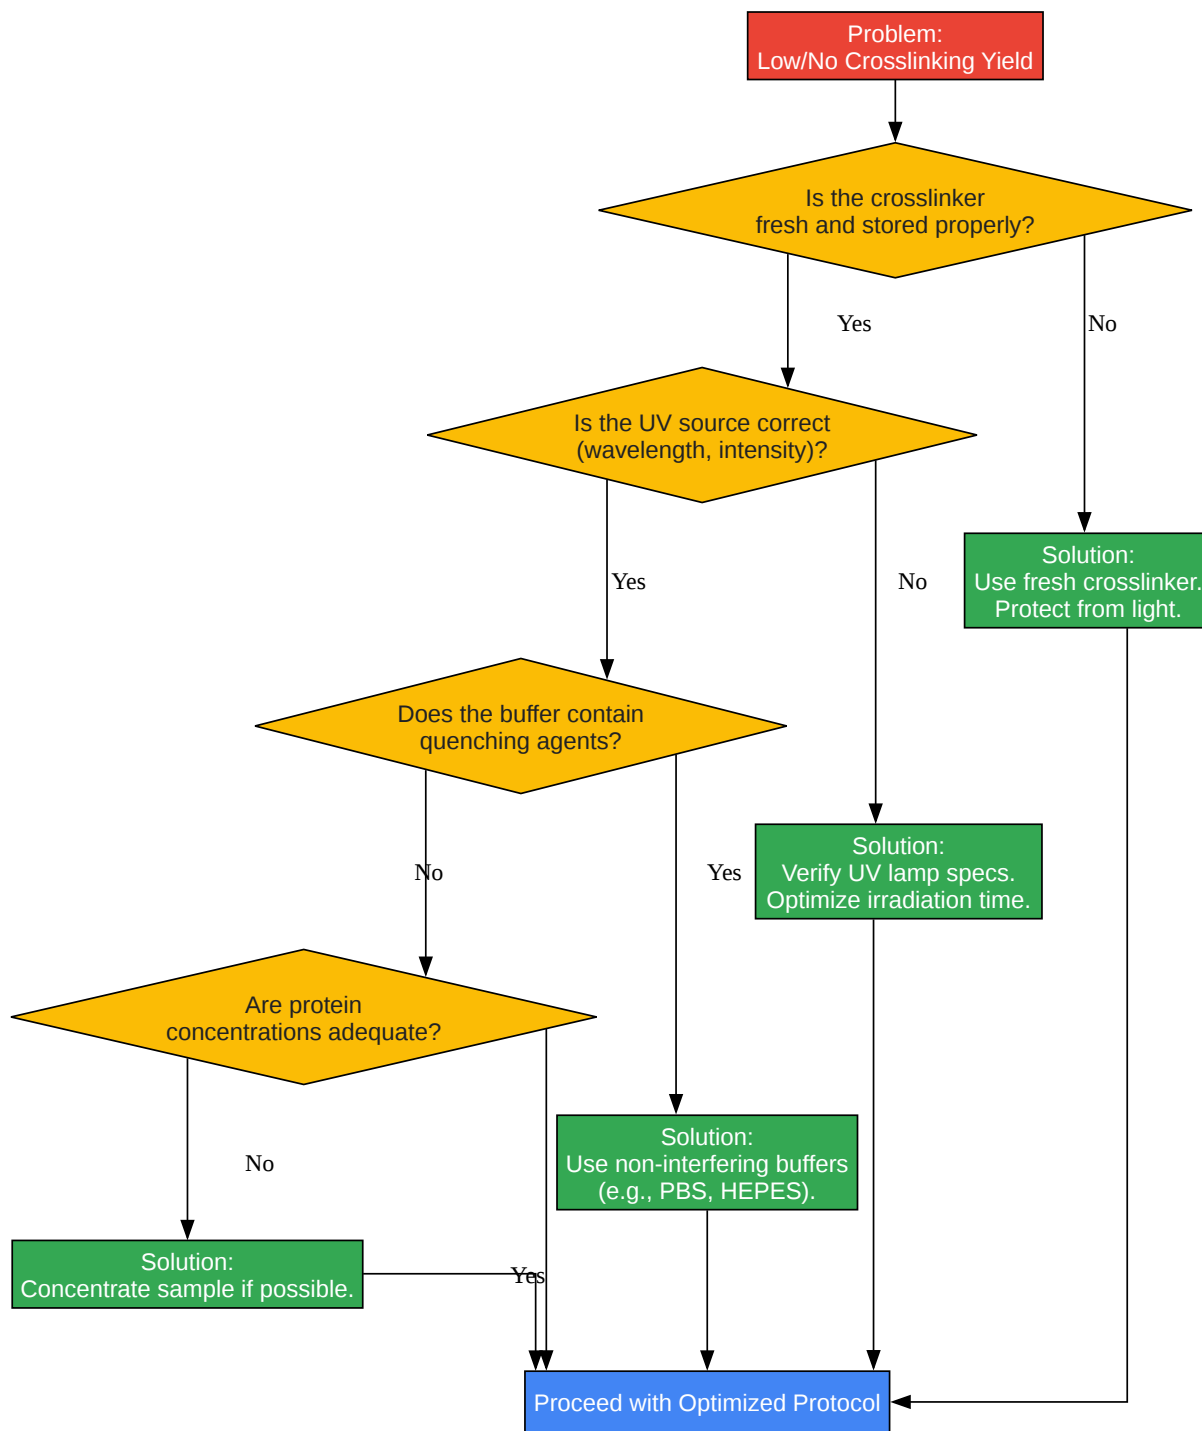 Problem:
Low/No Crosslinking Yield
Is the crosslinker
fresh and stored properly?
Yes
No
Is the UV source correct
(wavelength, intensity)?
Yes
No
Solution:
Use fresh crosslinker.
Protect from light.
Does the buffer contain
quenching agents?
No
Yes
Solution:
Verify UV lamp specs.
Optimize irradiation time.
Are protein
concentrations adequate?
No
Yes
Solution:
Use non-interfering buffers
(e.g., PBS, HEPES).
Solution:
Concentrate sample if possible.
Proceed with Optimized Protocol